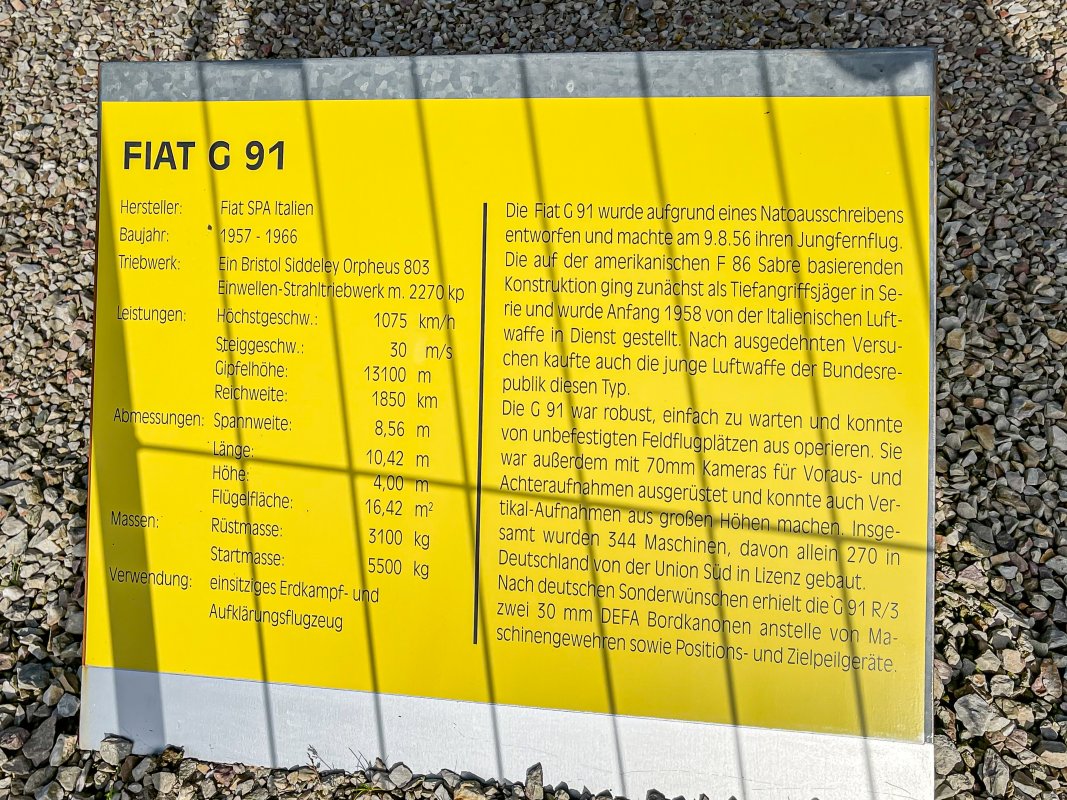 FIAT G 91
Hersteller: Fiat SPA Italien
Baujahr: 1957 - 1966
Triebwerk: Ein Bristol Siddeley Orpheus 803
Einwellen-Strahltriebwerk m. 2270 kp
Leistungen: Höchstgeschw.: 1075 km/h
Steiggeschw.: 30 m/s
Gipfelhöhe: 13100 m
Reichweite: 1850 km
Abmessungen: Spannweite: 8,56 m
Länge: 10,42 m
Höhe: 4,00 m
Flügelfläche: 16,42 m²
Massen: Rüstmasse: 3100 kg
Startmasse: 5500 kg
Verwendung: einsitziges Erdkampf- und
Aufklärungsflugzeug
Die Fiat G 91 wurde aufgrund eines Natoausschreibens
entworfen und machte am 9.8.56 ihren Jungfernflug.
Die auf der amerikanischen F 86 Sabre basierenden
Konstruktion ging zunächst als Tiefangriffsjäger in Se-
rie und wurde Anfang 1958 von der Italienischen Luft-
waffe in Dienst gestellt. Nach ausgedehnten Versu-
chen kaufte auch die junge Luftwaffe der Bundesre-
publik diesen Typ.
Die G 91 war robust, einfach zu warten und konnte
von unbefestigten Feldflugplätzen aus operieren. Sie
war außerdem mit 70mm Kameras für Voraus- und
Achteraufnahmen ausgerüstet und konnte auch Ver-
tikal-Aufnahmen aus großen Höhen machen. Insge-
samt wurden 344 Maschinen, davon allein 270 in
Deutschland von der Union Süd in Lizenz gebaut.
Nach deutschen Sonderwünschen erhielt die G 91 R/3
zwei 30 mm DEFA Bordkanonen anstelle von Ma-
schinengewehren sowie Positions- und Zielpeilgeräte.